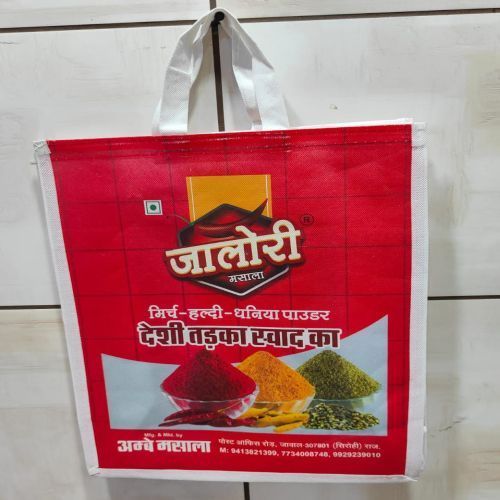 ®
जालोरी
मसाला
मिर्च-हल्दी-धनिया पाउडर
देशी तड़का स्वाद का
Mfg. & Mkt. by
अम्बे मसाला
पोस्ट ऑफिस रोड़, जावाल-307801 (सिरोही) राज.
M: 9413821399, 7734008748, 9929239010